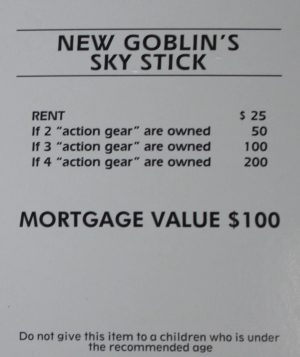 NEW GOBLIN'S
SKY STICK
RENT $ 25
If 2 "action gear" are owned 50
If 3 "action gear" are owned 100
If 4 "action gear" are owned 200
MORTGAGE VALUE $100
Do not give this item to a children who is under
the recommended age